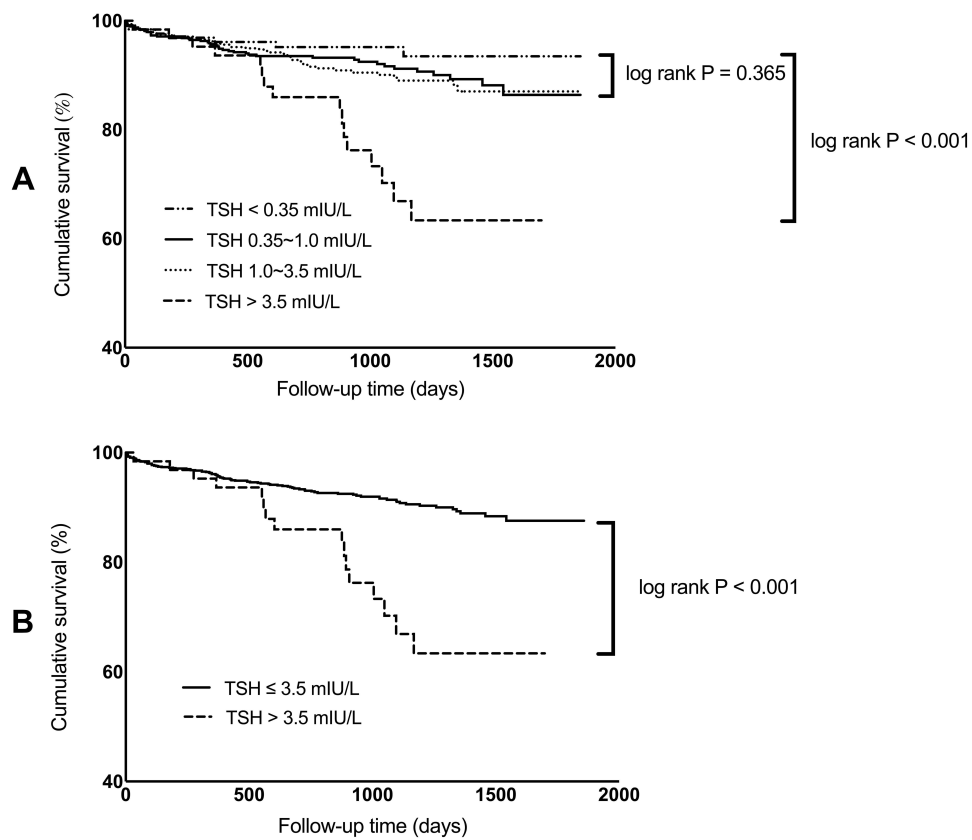 A
Cumulative survival (%)
100
80
60
40
0 500 1000 1500 2000
Follow-up time (days)
TSH < 0.35 mIU/L
TSH 0.35~1.0 mIU/L
TSH 1.0~3.5 mIU/L
TSH > 3.5 mIU/L
log rank P = 0.365
log rank P < 0.001
B
Cumulative survival (%)
100
80
60
40
0 500 1000 1500 2000
Follow-up time (days)
TSH ≤ 3.5 mIU/L
TSH > 3.5 mIU/L
log rank P < 0.001